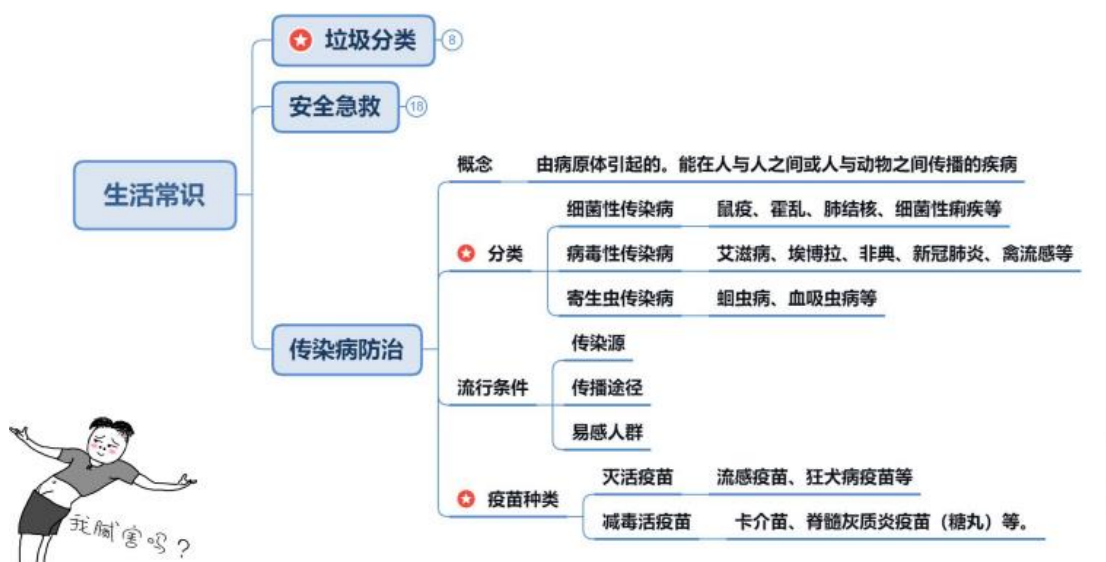 垃圾分类 8
安全急救 18
生活常识
概念 由病原体引起的。能在人与人之间或人与动物之间传播的疾病
细菌性传染病 鼠疫、霍乱、肺结核、细菌性痢疾等
分类 病毒性传染病 艾滋病、埃博拉、非典、新冠肺炎、禽流感等
寄生虫传染病 蛔虫病、血吸虫病等
传染病防治
传染源
流行条件 传播途径
易感人群
灭活疫苗 流感疫苗、狂犬病疫苗等
疫苗种类
减毒活疫苗 卡介苗、脊髓灰质炎疫苗（糖丸）等。
我腻害吗?